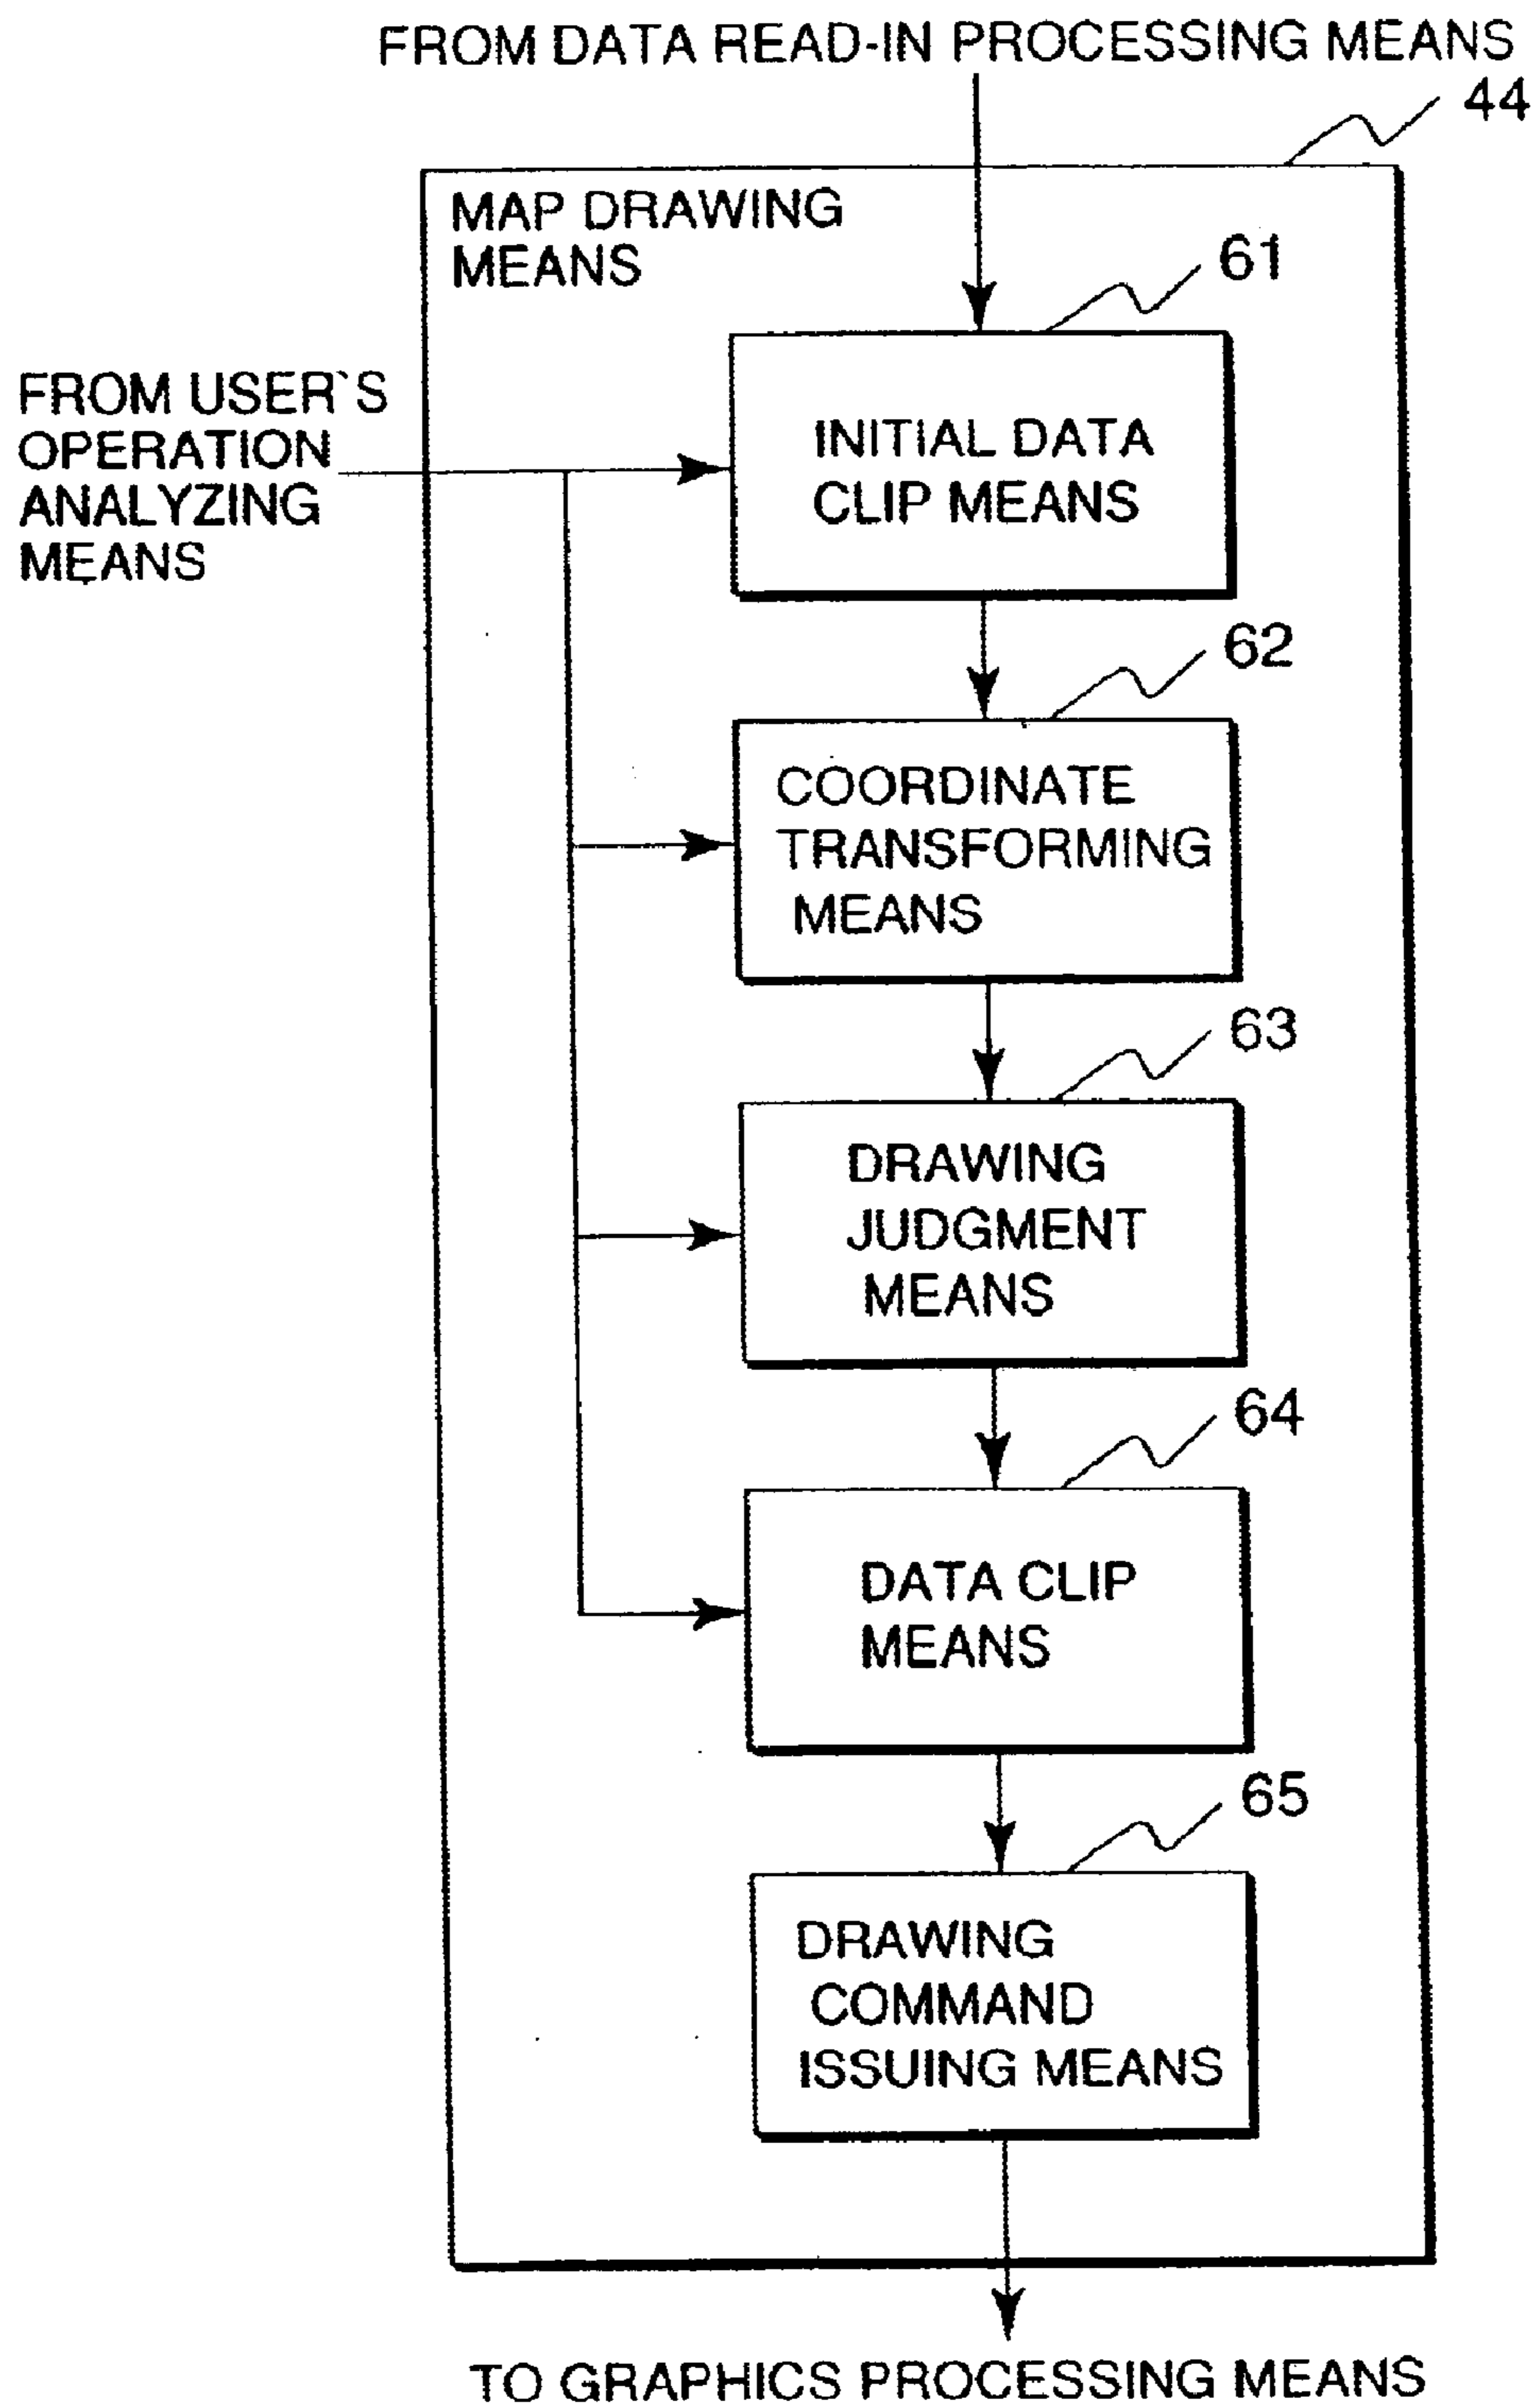 FROM DATA READ-IN PROCESSING MEANS
44
MAP DRAWING
MEANS
61
FROM USER`S
OPERATION
ANALYZING
MEANS
INITIAL DATA
CLIP MEANS
62
COORDINATE
TRANSFORMING
MEANS
63
DRAWING
JUDGMENT
MEANS
64
DATA CLIP
MEANS
65
DRAWING
COMMAND
ISSUING MEANS
TO GRAPHICS PROCESSING MEANS